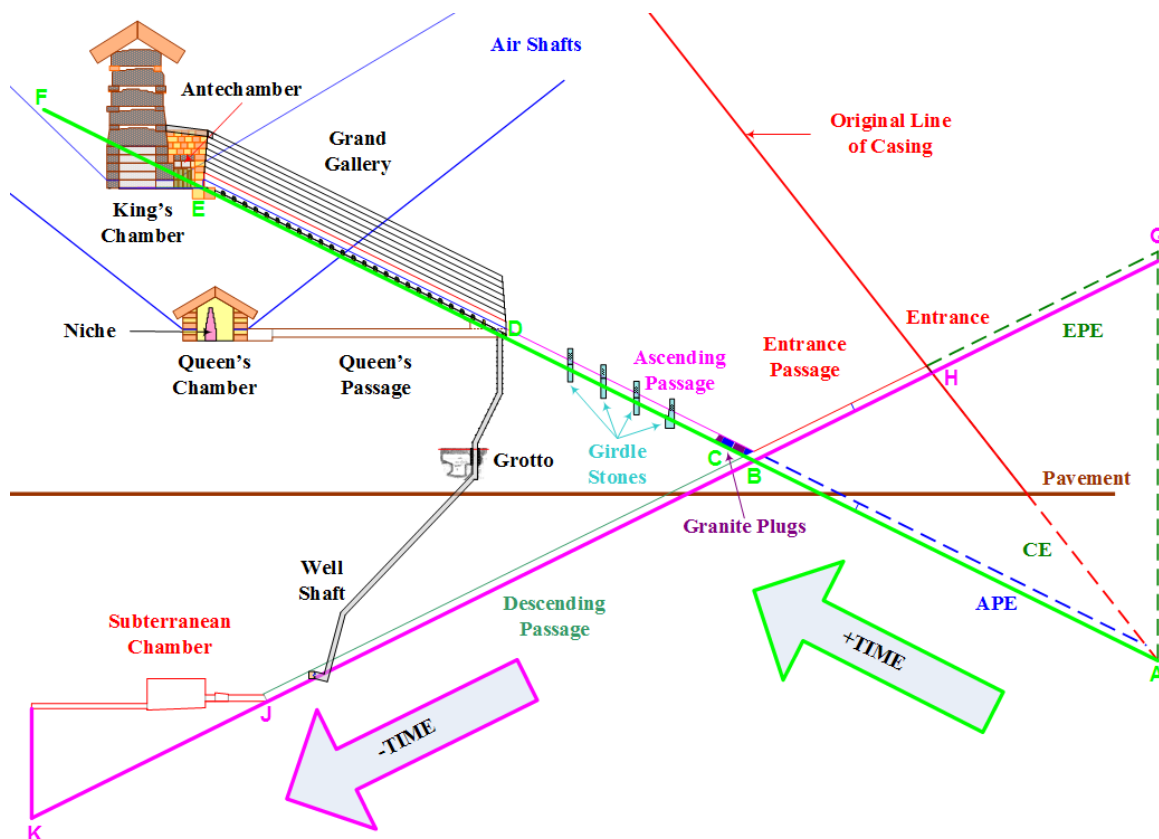 Air Shafts
Antechamber
F
Original Line
of Casing
Grand
Gallery
E
King's
Chamber
G
Niche
Queen's
Chamber
Queen's
Passage
D
Ascending
Passage
Entrance
Passage
Entrance
EPE
H
Girdle
Stones
C
B
Grotto
Granite Plugs
Pavement
CE
Well
Shaft
Descending
Passage
APE
+TIME
A
Subterranean
Chamber
J
-TIME
K